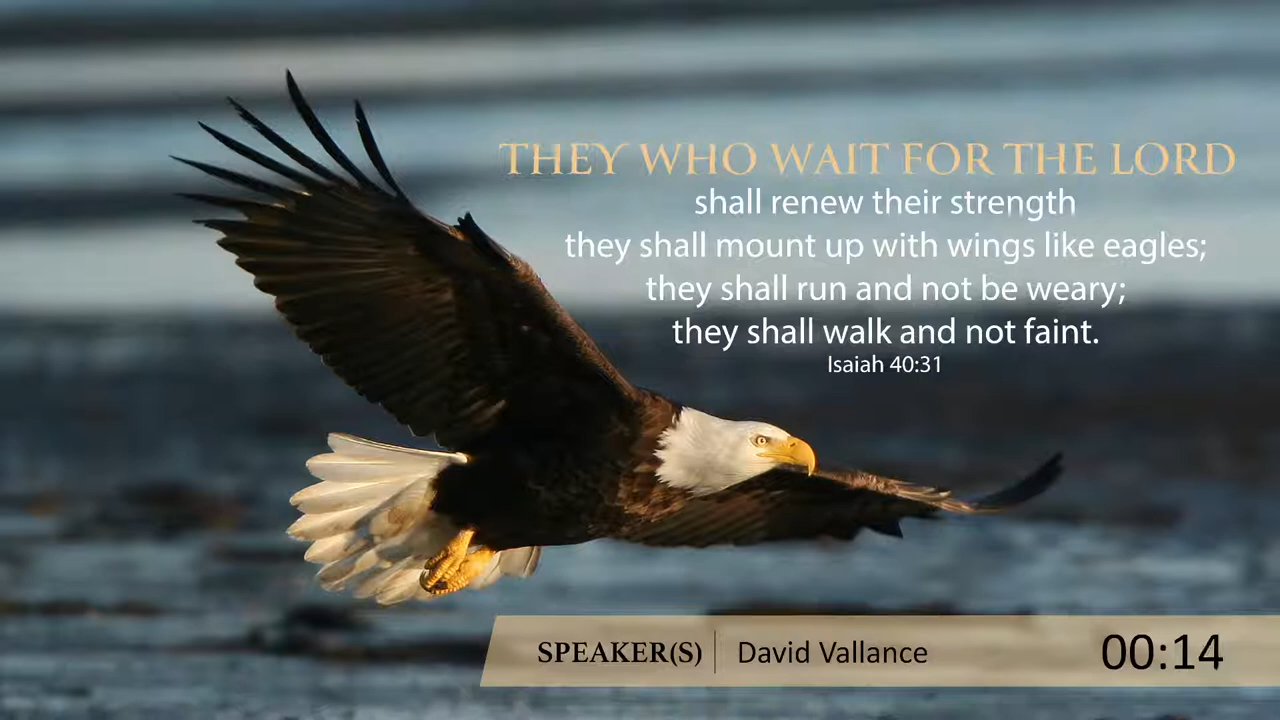 THEY WHO WAIT FOR THE LORD
shall renew their strength
they shall mount up with wings like eagles;
they shall run and not be weary;
they shall walk and not faint.
Isaiah 40:31
SPEAKER(S) David Vallance 00:14